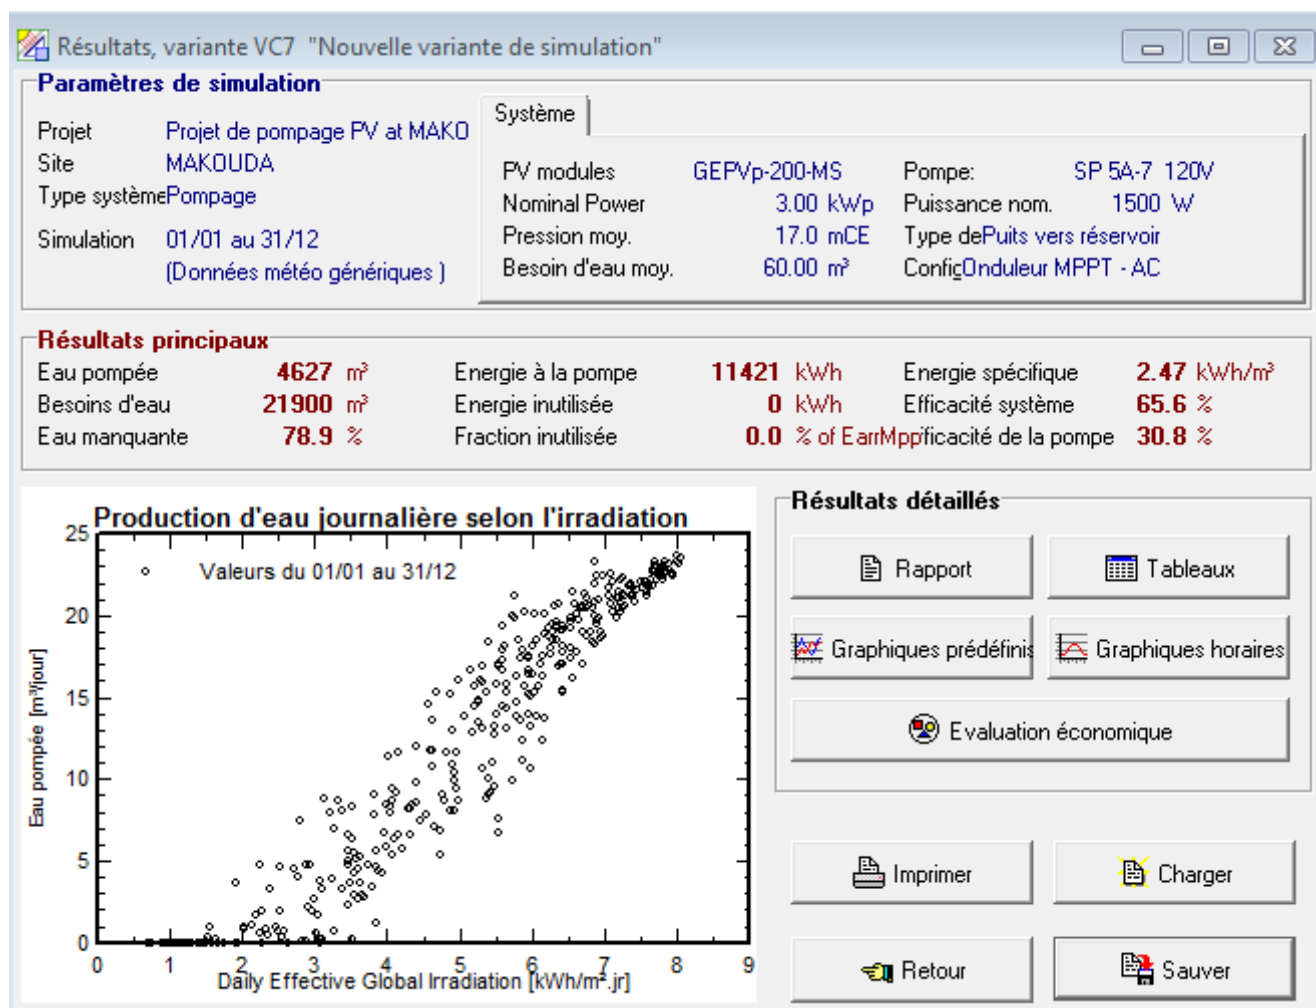 Résultats, variante VC7 "Nouvelle variante de simulation"
Paramètres de simulation
Projet Projet de pompage PV at MAKO
Site MAKOUDA
Type système Pompage
Simulation 01/01 au 31/12
(Données météo génériques )
Système
PV modules GEPVp-200-MS Pompe: SP 5A-7 120V
Nominal Power 3.00 kWp Puissance nom. 1500 W
Pression moy. 17.0 mCE Type de Puits vers réservoir
Besoin d'eau moy. 60.00 m³ Config Onduleur MPPT - AC
Résultats principaux
Eau pompée 4627 m³ Energie à la pompe 11421 kWh Energie spécifique 2.47 kWh/m³
Besoins d'eau 21900 m³ Energie inutilisée 0 kWh Efficacité système 65.6 %
Eau manquante 78.9 % Fraction inutilisée 0.0 % of EarrMpp ificacité de la pompe 30.8 %
Production d'eau journalière selon l'irradiation
Valeurs du 01/01 au 31/12
25
20
15
10
5
0
Eau pompée [m³/jour]
0 1 2 3 4 5 6 7 8 9
Daily Effective Global Irradiation [kWh/m².jr]
Résultats détaillés
Rapport Tableaux
Graphiques prédéfinis Graphiques horaires
Evaluation économique
Imprimer Charger
Retour Sauver